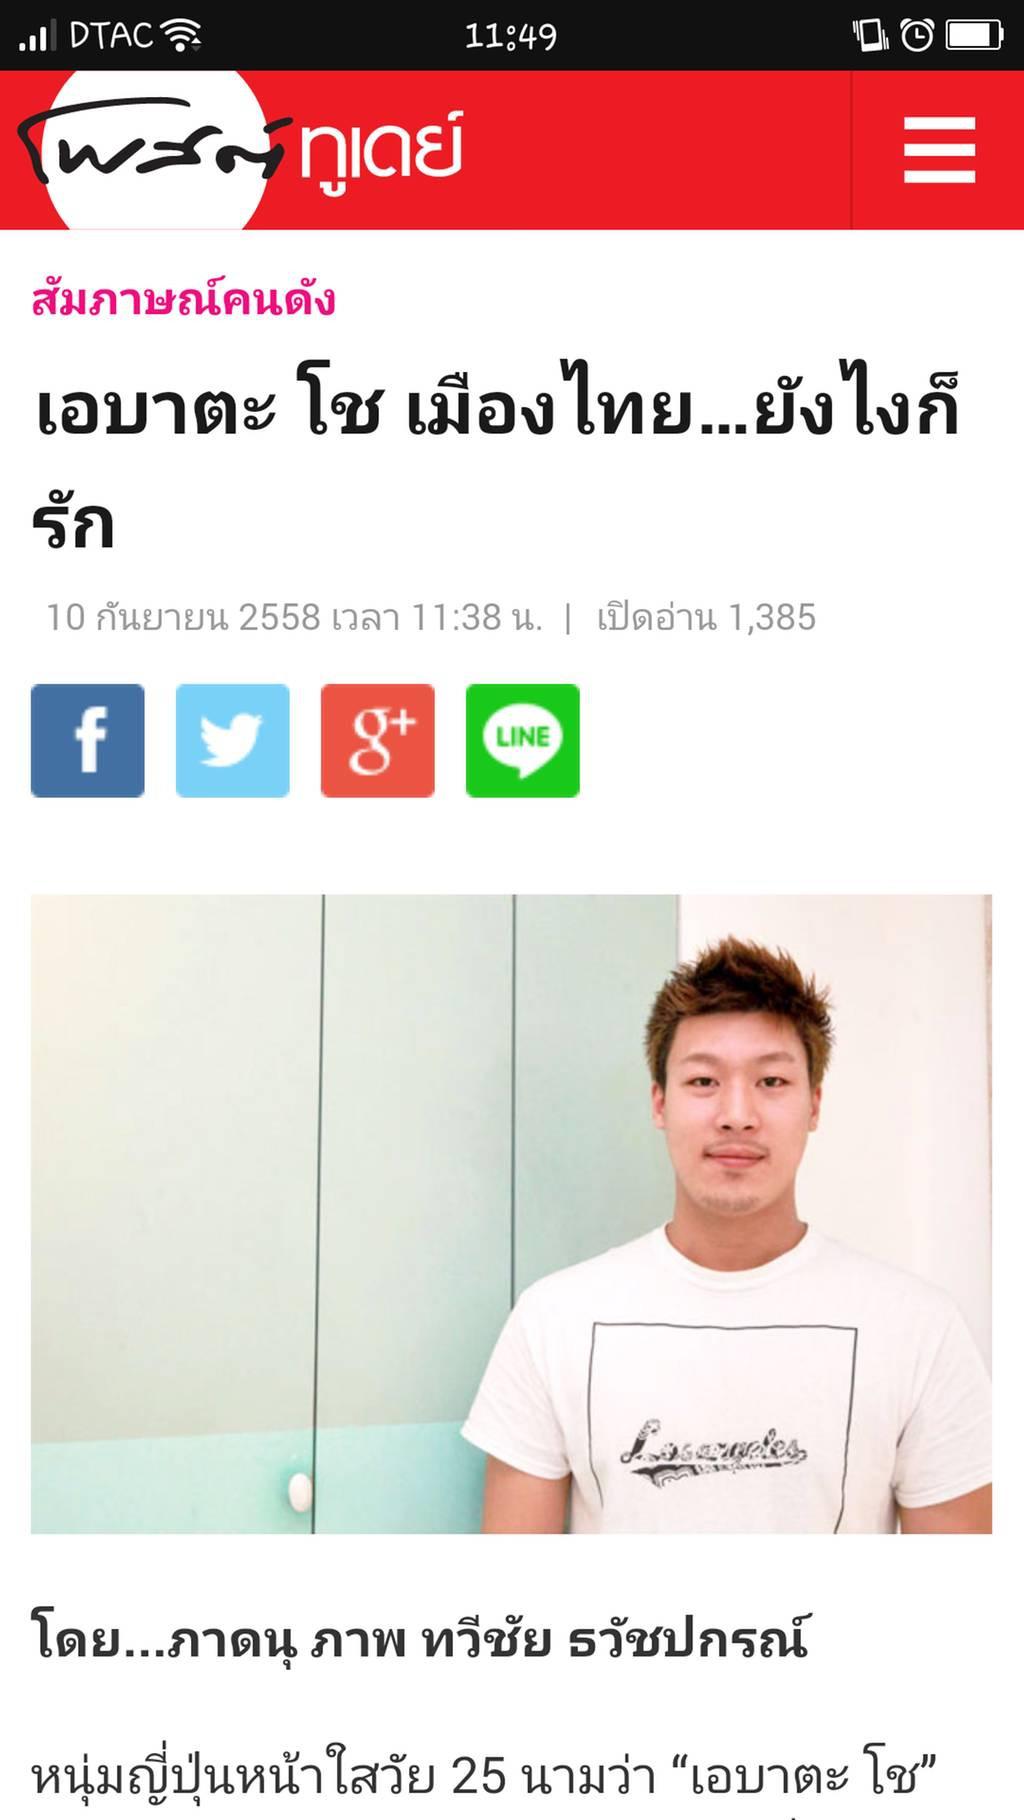 DTAC 11:49
โพสต์ทูเดย์
สัมภาษณ์คนดัง
เอบาตะ โช เมืองไทย...ยังไงก็
รัก
10 กันยายน 2558 เวลา 11:38 น. | เปิดอ่าน 1,385
f g+ LINE
Los angeles
โดย...ภาดนุ ภาพ ทวีชัย ธวัชปกรณ์
หนุ่มญี่ปุ่นหน้าใสวัย 25 นามว่า “เอบาตะ โช”